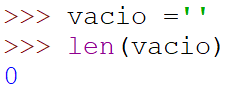 >>> vacio =''
>>> len(vacio)
0